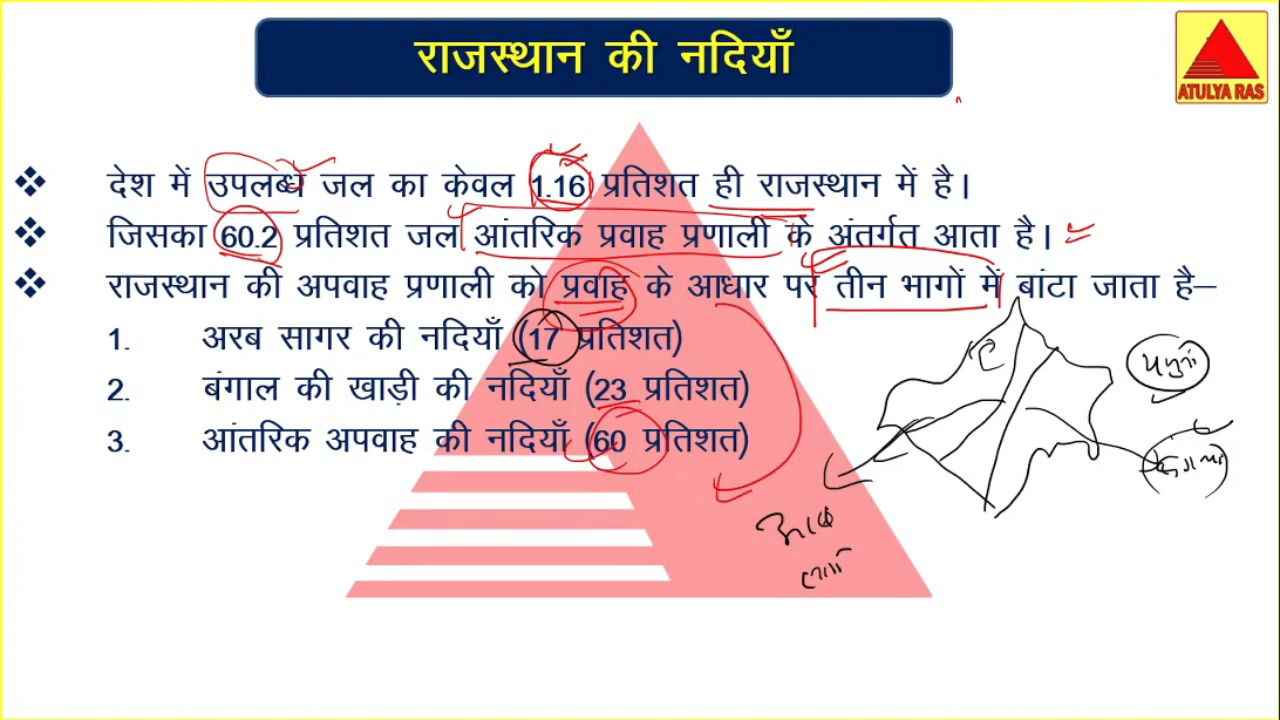 राजस्थान की नदियाँ
ATULYA RAS
❖ देश में उपलब्ध जल का केवल 1.16 प्रतिशत ही राजस्थान में है।
❖ जिसका 60.2 प्रतिशत जल आंतरिक प्रवाह प्रणाली के अंतर्गत आता है।
❖ राजस्थान की अपवाह प्रणाली को प्रवाह के आधार पर तीन भागों में बांटा जाता है–
1. अरब सागर की नदियाँ (17 प्रतिशत)
2. बंगाल की खाड़ी की नदियाँ (23 प्रतिशत)
3. आंतरिक अपवाह की नदियाँ (60 प्रतिशत)